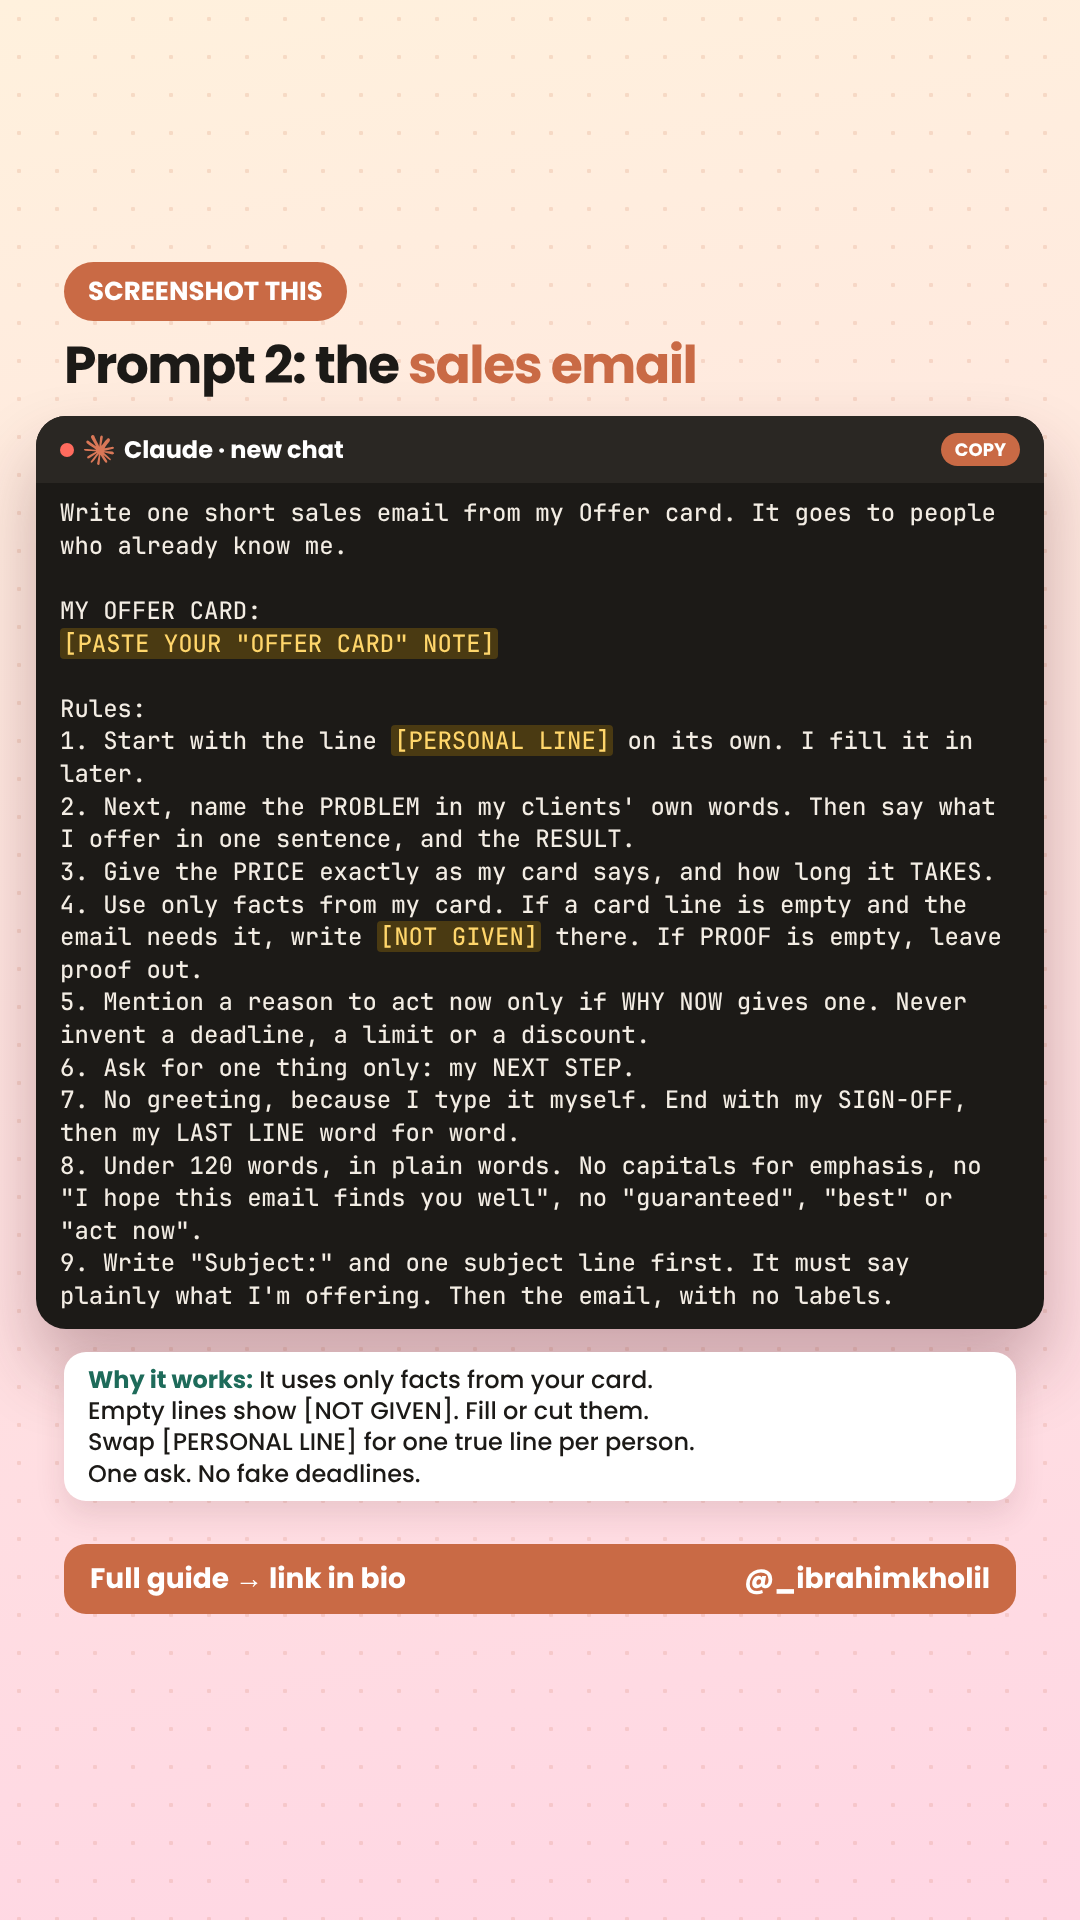 SCREENSHOT THIS
Prompt 2: the sales email
Claude · new chat
COPY
Write one short sales email from my Offer card. It goes to people
who already know me.
MY OFFER CARD:
[PASTE YOUR "OFFER CARD" NOTE]
Rules:
1. Start with the line [PERSONAL LINE] on its own. I fill it in
later.
2. Next, name the PROBLEM in my clients' own words. Then say what
I offer in one sentence, and the RESULT.
3. Give the PRICE exactly as my card says, and how long it TAKES.
4. Use only facts from my card. If a card line is empty and the
email needs it, write [NOT GIVEN] there. If PROOF is empty, leave
proof out.
5. Mention a reason to act now only if WHY NOW gives one. Never
invent a deadline, a limit or a discount.
6. Ask for one thing only: my NEXT STEP.
7. No greeting, because I type it myself. End with my SIGN-OFF,
then my LAST LINE word for word.
8. Under 120 words, in plain words. No capitals for emphasis, no
"I hope this email finds you well", no "guaranteed", "best" or
"act now".
9. Write "Subject:" and one subject line first. It must say
plainly what I'm offering. Then the email, with no labels.
Why it works: It uses only facts from your card.
Empty lines show [NOT GIVEN]. Fill or cut them.
Swap [PERSONAL LINE] for one true line per person.
One ask. No fake deadlines.
Full guide → link in bio
@_ibrahimkholil